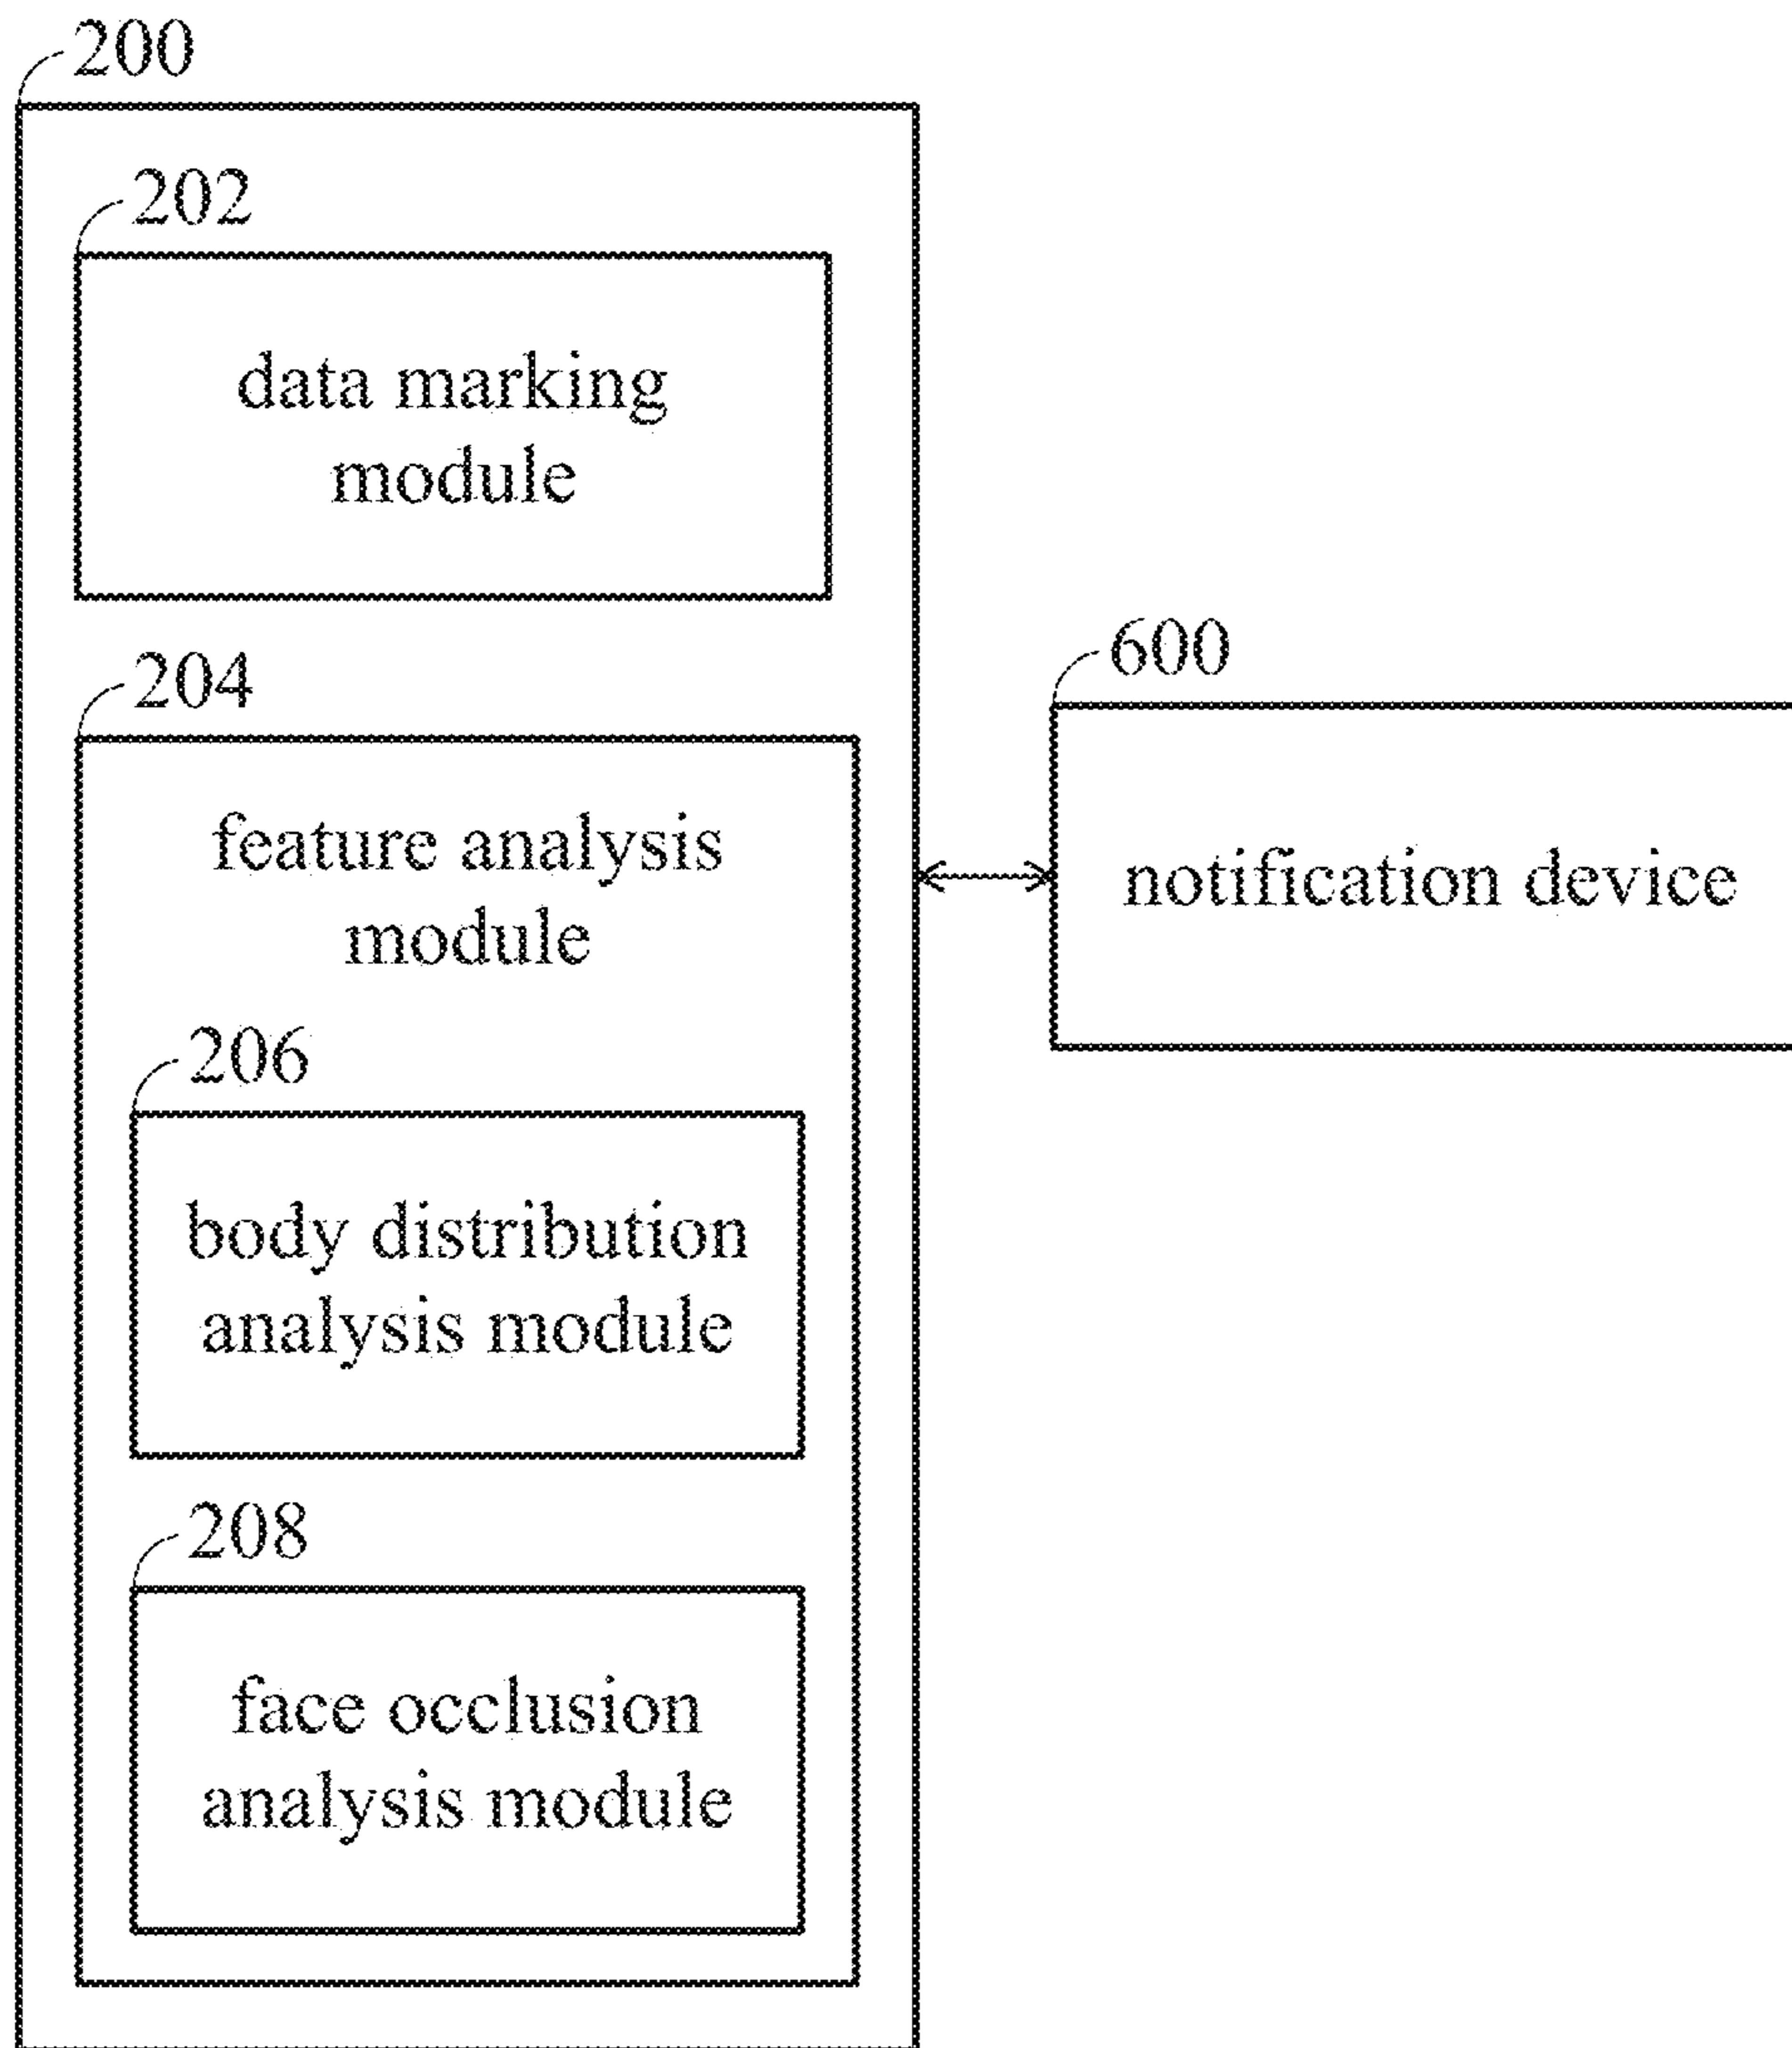 200
202
data marking
module
204
feature analysis
module
206
body distribution
analysis module
208
face occlusion
analysis module
600
notification device